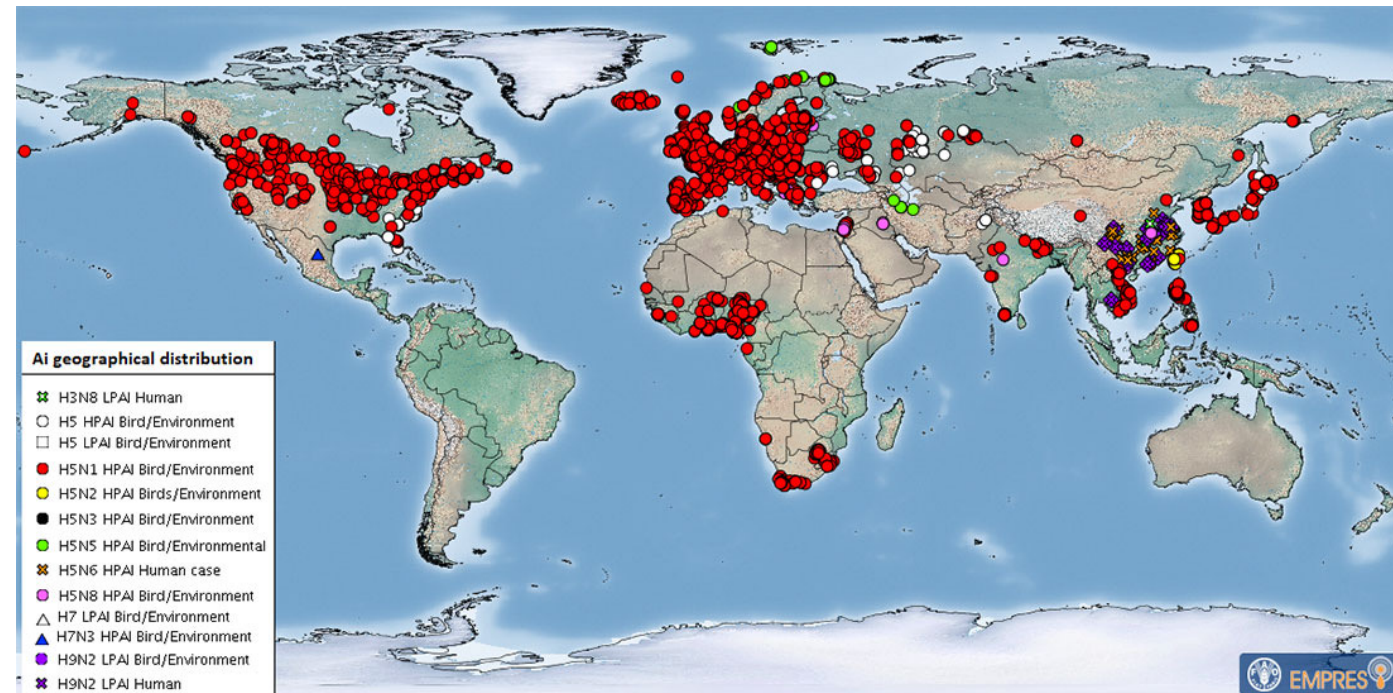 Ai geographical distribution
H3N8 LPAI Human
H5 HPAI Bird/Environment
H5 LPAI Bird/Environment
H5N1 HPAI Bird/Environment
H5N2 HPAI Birds/Environment
H5N3 HPAI Bird/Environment
H5N5 HPAI Bird/Environmental
H5N6 HPAI Human case
H5N8 HPAI Bird/Environment
H7 LPAI Bird/Environment
H7N3 HPAI Bird/Environment
H9N2 LPAI Bird/Environment
H9N2 LPAI Human
FAO
EMPRES